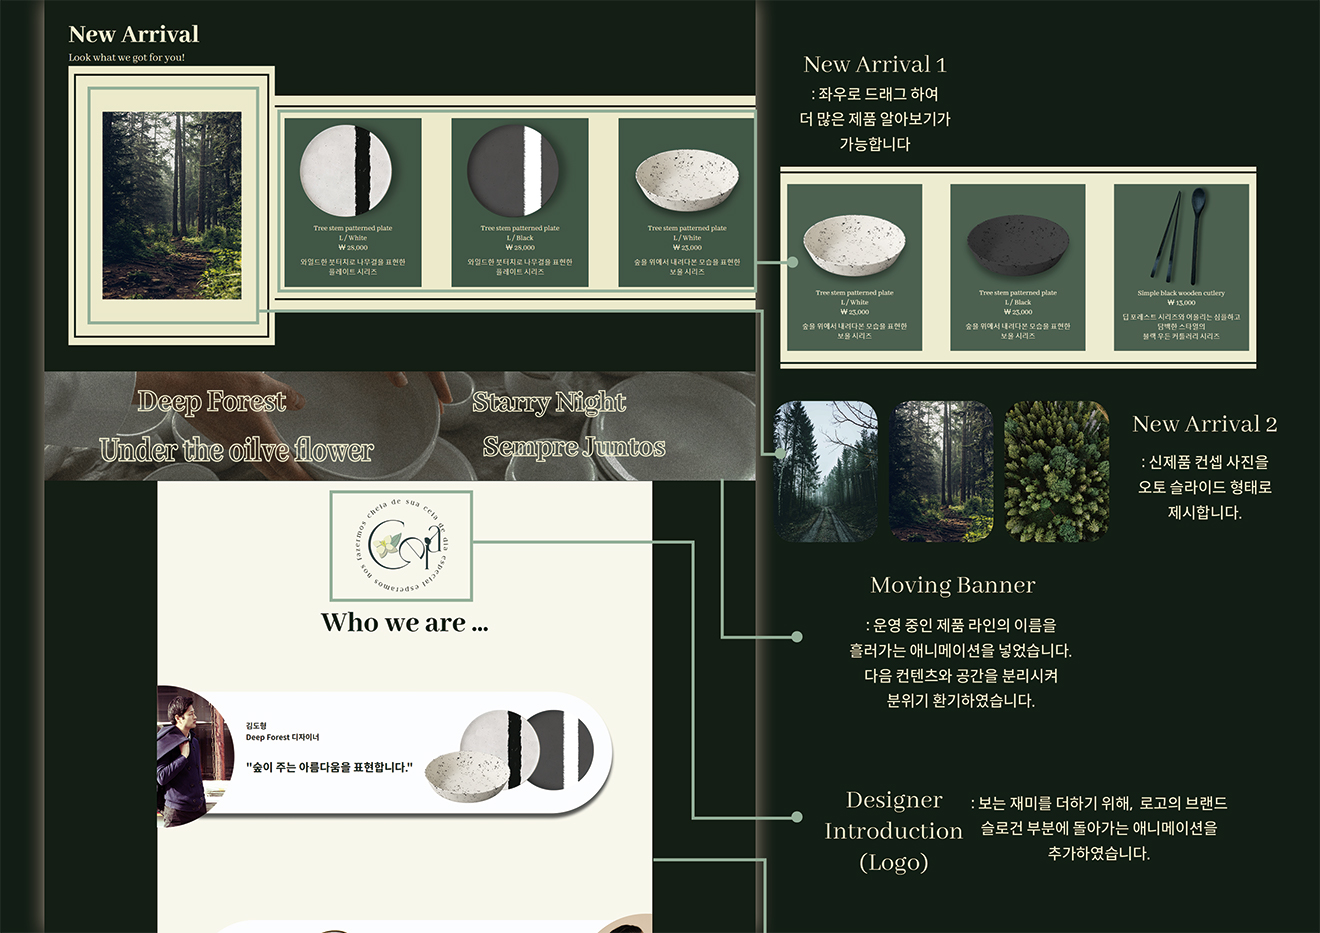 New Arrival
Look what we got for you!
Tree stem patterned plate
L / White
₩ 28,000
와일드한 붓터치로 나무결을 표현한
플레이트 시리즈
Tree stem patterned plate
L / Black
₩ 28,000
와일드한 붓터치로 나무결을 표현한
플레이트 시리즈
Tree stem patterned plate
L / White
₩ 23,000
숲을 위에서 내려다본 모습을 표현한
보울 시리즈
New Arrival 1
: 좌우로 드래그 하여
더 많은 제품 알아보기가
가능합니다
Tree stem patterned plate
L / White
₩ 23,000
숲을 위에서 내려다본 모습을 표현한
보울 시리즈
Tree stem patterned plate
L / Black
₩ 23,000
숲을 위에서 내려다본 모습을 표현한
보울 시리즈
Simple black wooden cutlery
₩ 13,000
딥 포레스트 시리즈와 어울리는 심플하고
담백한 스타일의
블랙 우든 커틀러리 시리즈
Deep Forest
Starry Night
Under the oilve flower
Sempre Juntos
New Arrival 2
: 신제품 컨셉 사진을
오토 슬라이드 형태로
제시합니다.
fazermos cheia de sua ceia de dia especial esperamos nos
Copa
Who we are ...
Moving Banner
: 운영 중인 제품 라인의 이름을
흘러가는 애니메이션을 넣었습니다.
다음 컨텐츠와 공간을 분리시켜
분위기 환기하였습니다.
김도형
Deep Forest 디자이너
"숲이 주는 아름다움을 표현합니다."
Designer
Introduction
(Logo)
: 보는 재미를 더하기 위해, 로고의 브랜드
슬로건 부분에 돌아가는 애니메이션을
추가하였습니다.